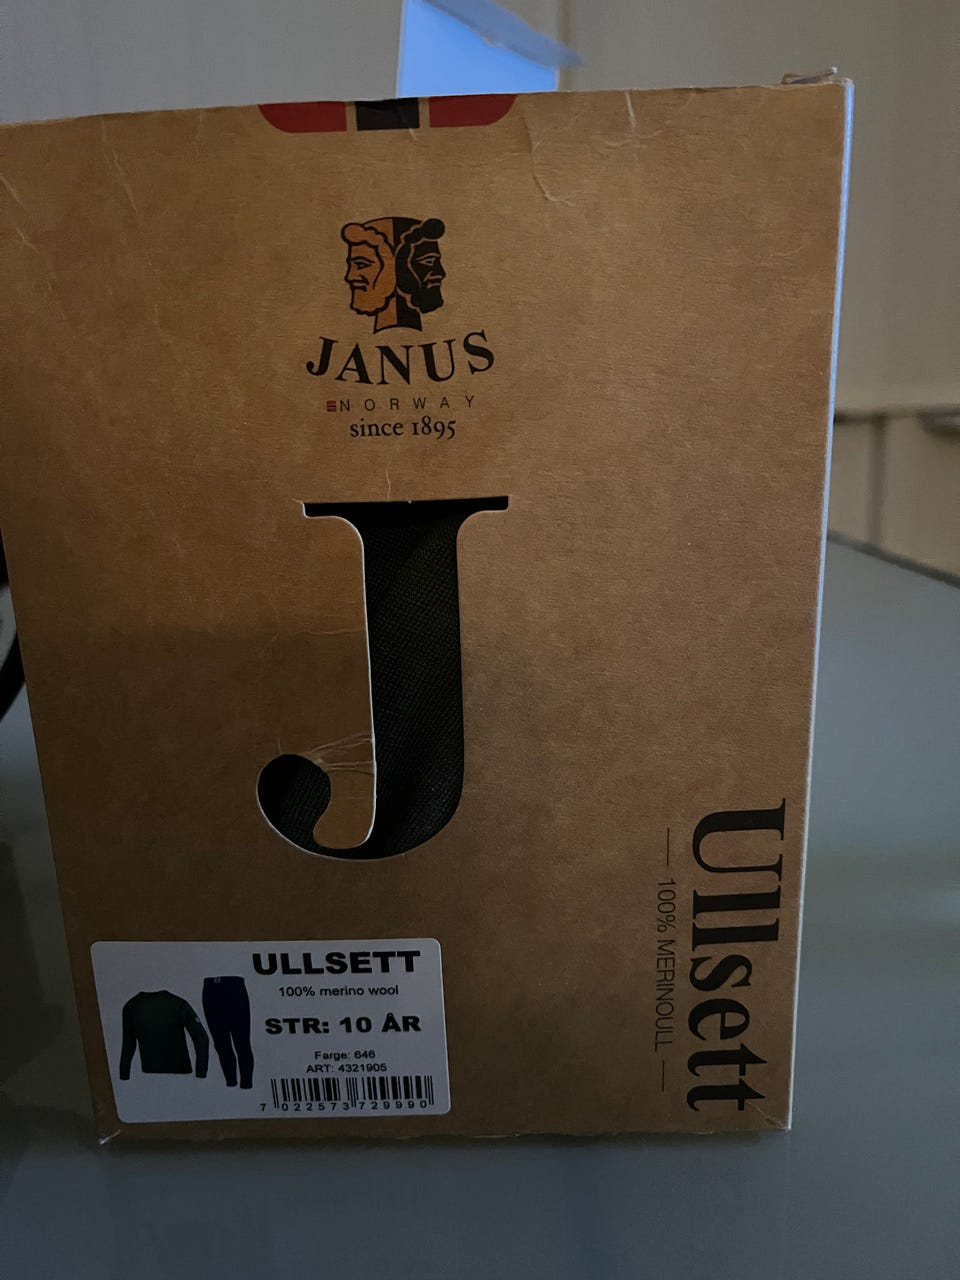 JANUS
NORWAY
since 1895
J
Ullsett
100% MERINOULL
ULLSETT
100% merino wool
STR: 10 ÅR
Farge: 646
ART: 4321905
7 022573 729990